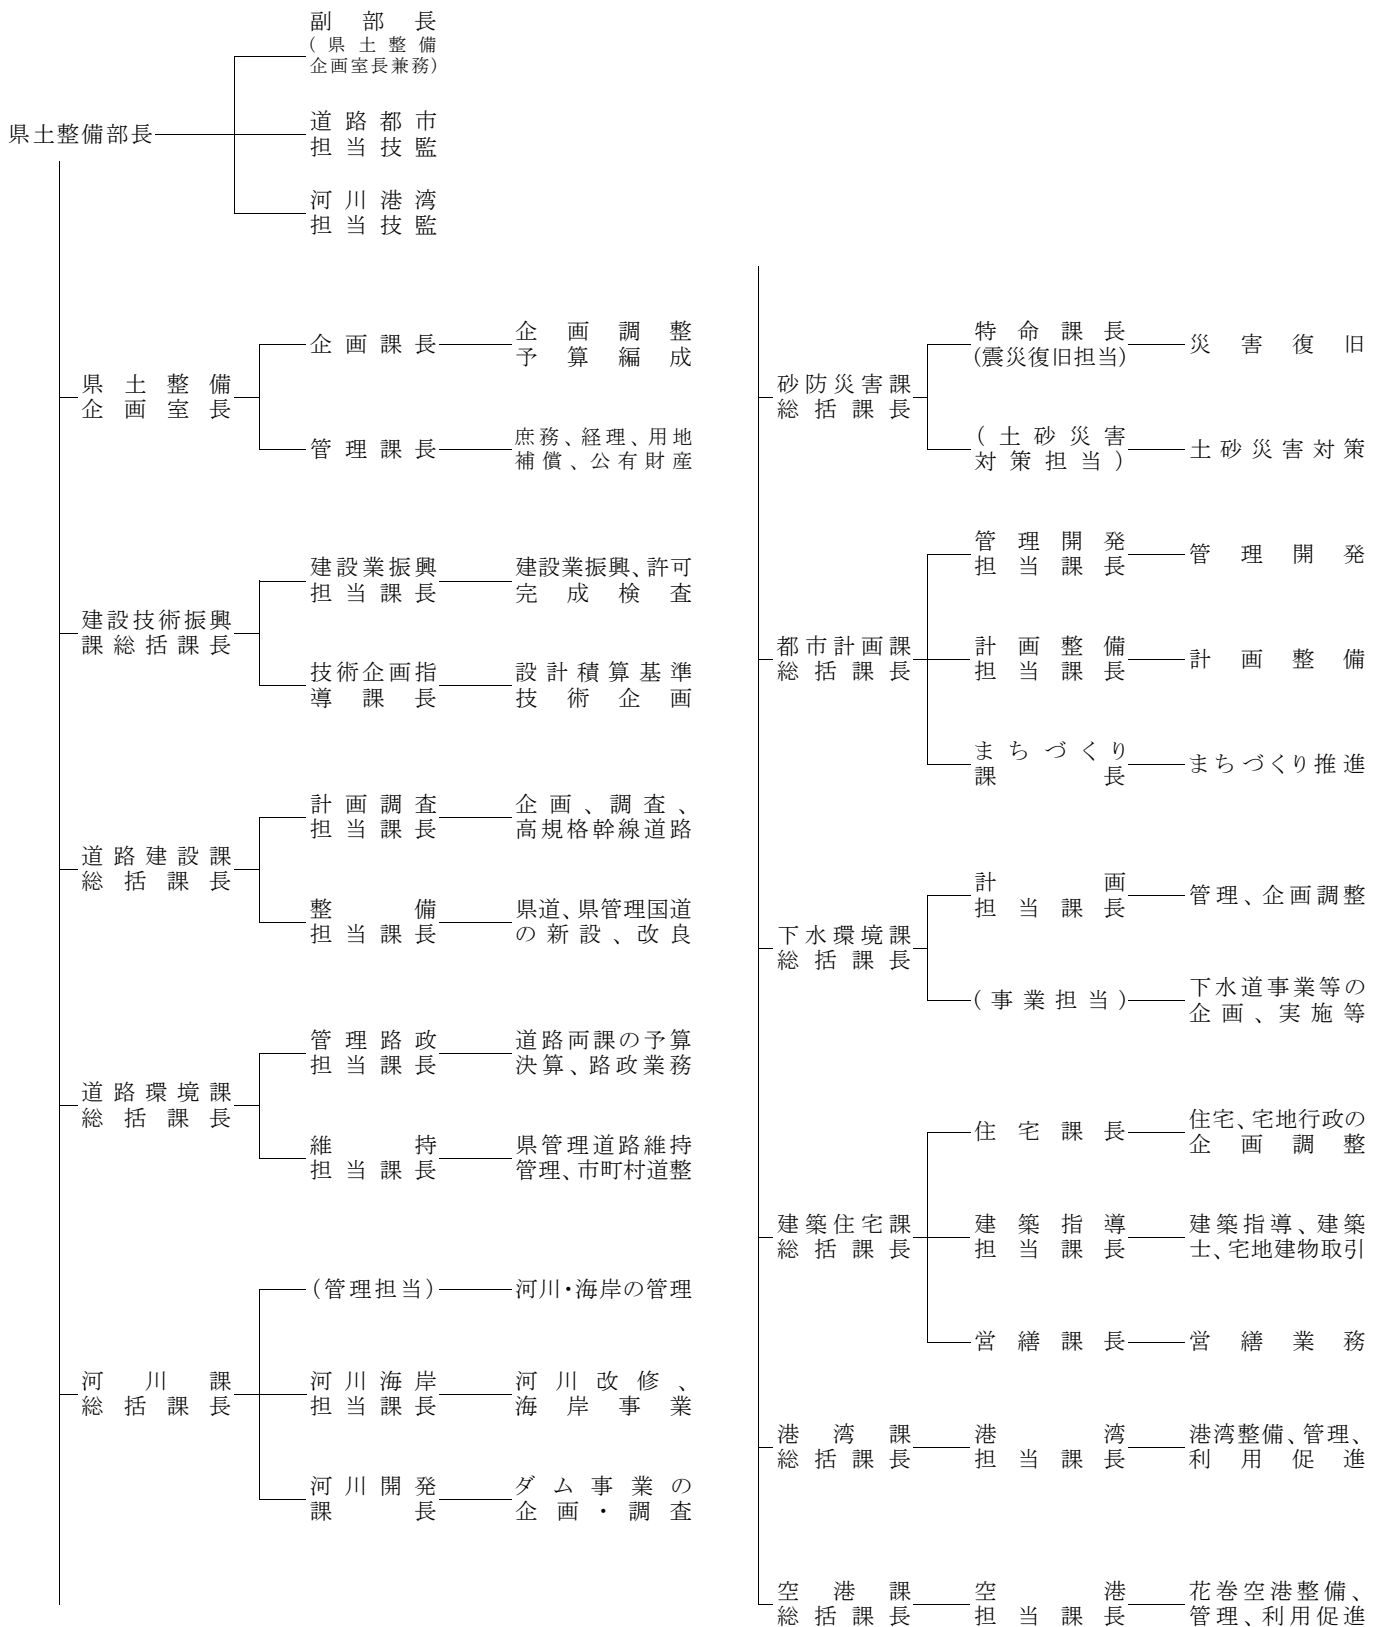 県土整備部長
副部長
(県土整備
企画室長兼務)
道路都市
担当技監
河川港湾
担当技監
県土整備
企画室長
企画課長
企画調整
予算編成
管理課長
庶務、経理、用地
補償、公有財産
建設技術振興
課総括課長
建設業振興
担当課長
建設業振興、許可
完成検査
技術企画指
導課長
設計積算基準
技術企画
道路建設課
総括課長
計画調査
担当課長
企画、調査、
高規格幹線道路
整備
担当課長
県道、県管理国道
の新設、改良
道路環境課
総括課長
管理路政
担当課長
道路両課の予算
決算、路政業務
維持
担当課長
県管理道路維持
管理、市町村道整
河川課
総括課長
(管理担当)
河川・海岸の管理
河川海岸
担当課長
河川改修、
海岸事業
河川開発
課長
ダム事業の
企画・調査
砂防災害課
総括課長
特命課長
(震災復旧担当)
災害復旧
(土砂災害
対策担当)
土砂災害対策
都市計画課
総括課長
管理開発
担当課長
管理開発
計画整備
担当課長
計画整備
まちづくり
課長
まちづくり推進
下水環境課
総括課長
計画
担当課長
管理、企画調整
(事業担当)
下水道事業等の
企画、実施等
建築住宅課
総括課長
住宅課長
住宅、宅地行政の
企画調整
建築指導
担当課長
建築指導、建築
士、宅地建物取引
営繕課長
営繕業務
港湾課
総括課長
港湾
担当課長
港湾整備、管理、
利用促進
空港課
総括課長
空港
担当課長
花巻空港整備、
管理、利用促進